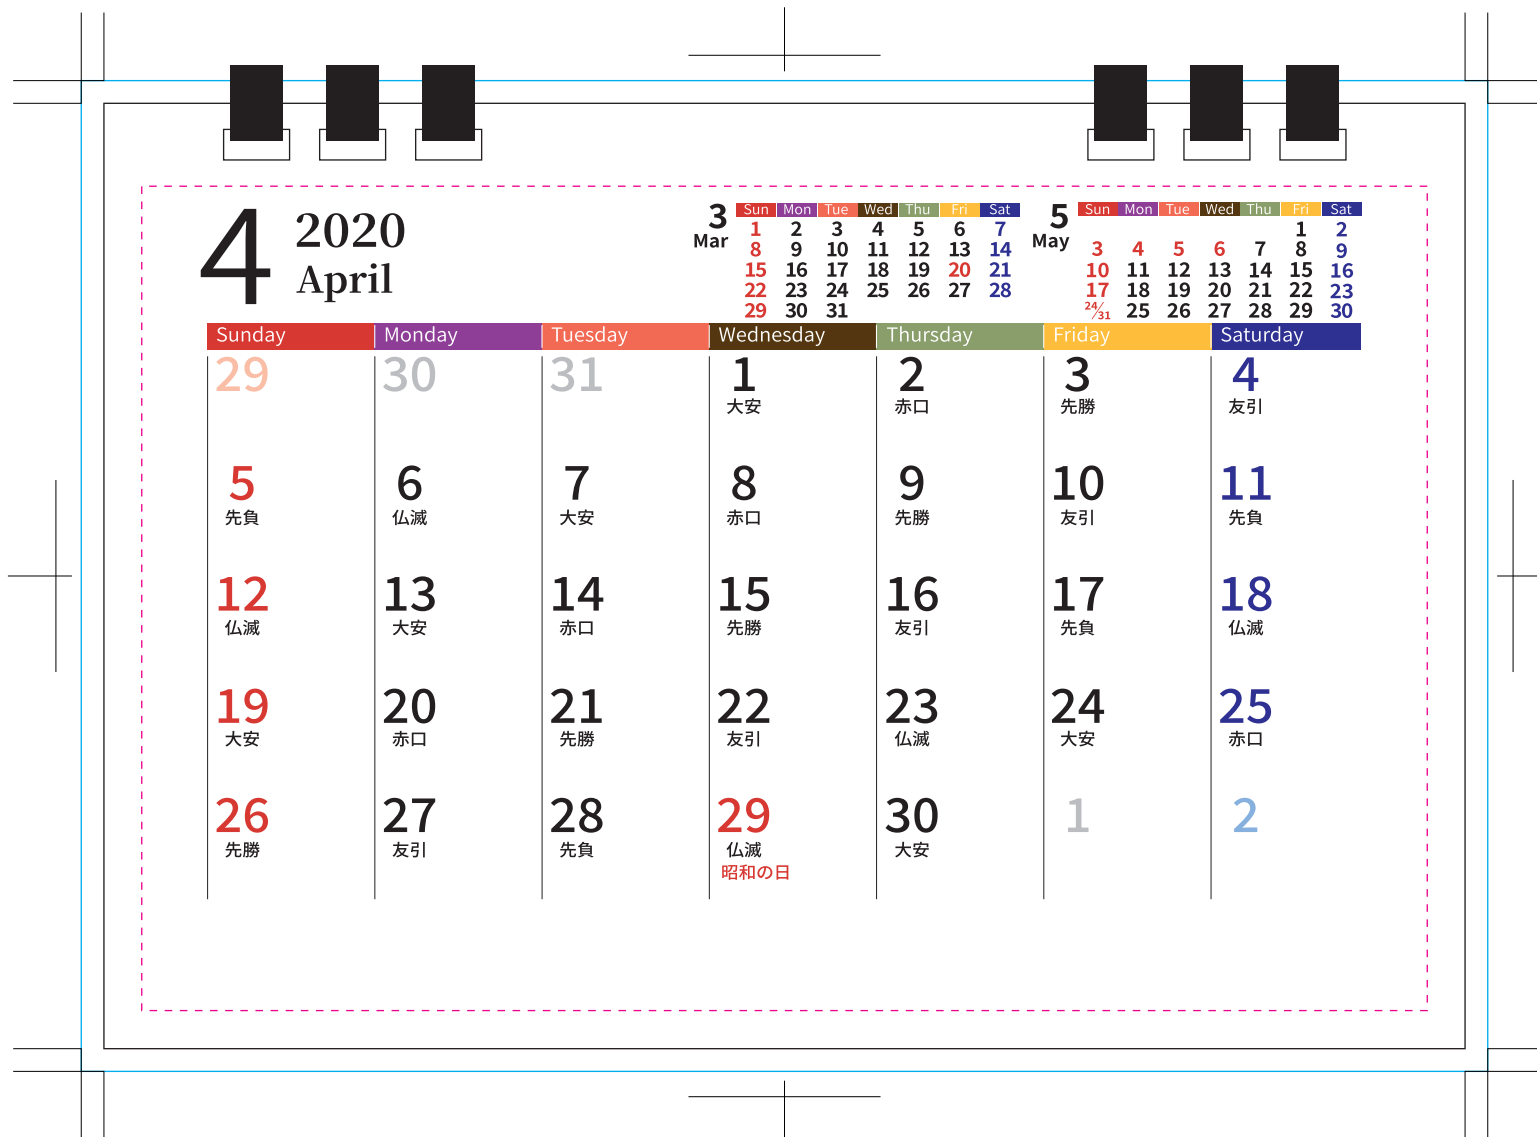 4
2020
April
3
Mar
Sun Mon Tue Wed Thu Fri Sat
1 2 3 4 5 6 7
8 9 10 11 12 13 14
15 16 17 18 19 20 21
22 23 24 25 26 27 28
29 30 31
5
May
Sun Mon Tue Wed Thu Fri Sat
1 2
3 4 5 6 7 8 9
10 11 12 13 14 15 16
17 18 19 20 21 22 23
24/31 25 26 27 28 29 30
Sunday Monday Tuesday Wednesday Thursday Friday Saturday
29 30 31 1 2 3 4
大安 赤口 先勝 友引
5 6 7 8 9 10 11
先負 仏滅 大安 赤口 先勝 友引 先負
12 13 14 15 16 17 18
仏滅 大安 赤口 先勝 友引 先負 仏滅
19 20 21 22 23 24 25
大安 赤口 先勝 友引 仏滅 大安 赤口
26 27 28 29 30 1 2
先勝 友引 先負 仏滅 大安
昭和の日